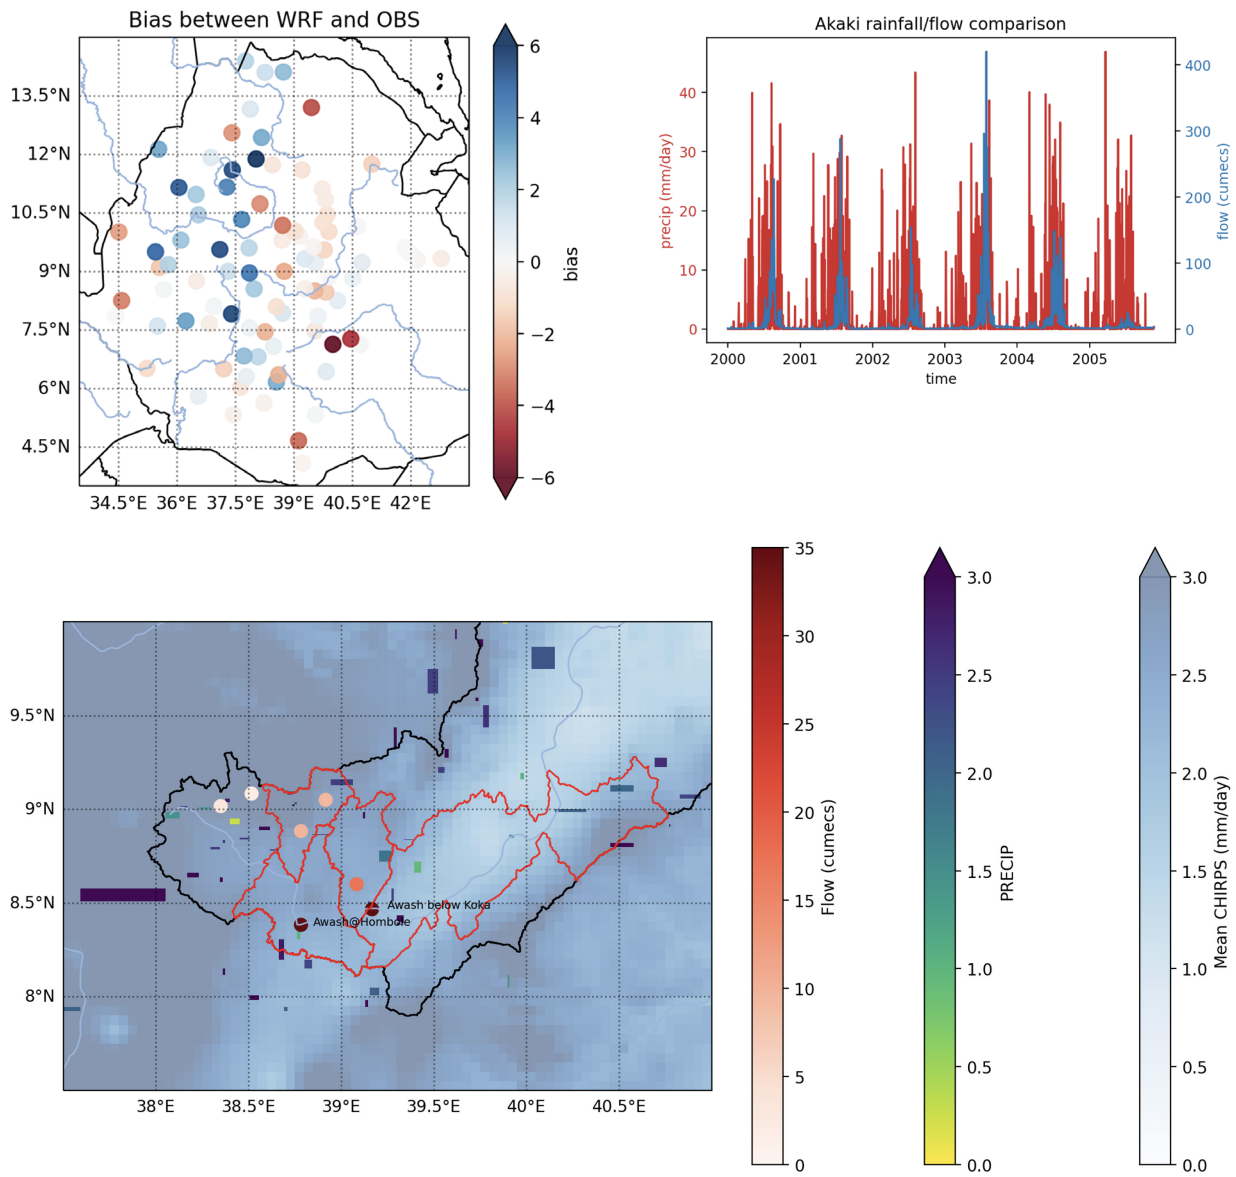 Bias between WRF and OBS
13.5°N
12°N
10.5°N
9°N
7.5°N
6°N
4.5°N
34.5°E 36°E 37.5°E 39°E 40.5°E 42°E
6
4
2
0
−2
−4
−6
bias
Akaki rainfall/flow comparison
40
30
20
10
0
precip (mm/day)
400
300
200
100
0
flow (cumecs)
2000 2001 2002 2003 2004 2005
time
9.5°N
9°N
8.5°N
8°N
38°E 38.5°E 39°E 39.5°E 40°E 40.5°E
Awash below Koka
Awash@Hombole
35
30
25
20
15
10
5
0
Flow (cumecs)
3.0
2.5
2.0
1.5
1.0
0.5
0.0
PRECIP
3.0
2.5
2.0
1.5
1.0
0.5
0.0
Mean CHIRPS (mm/day)